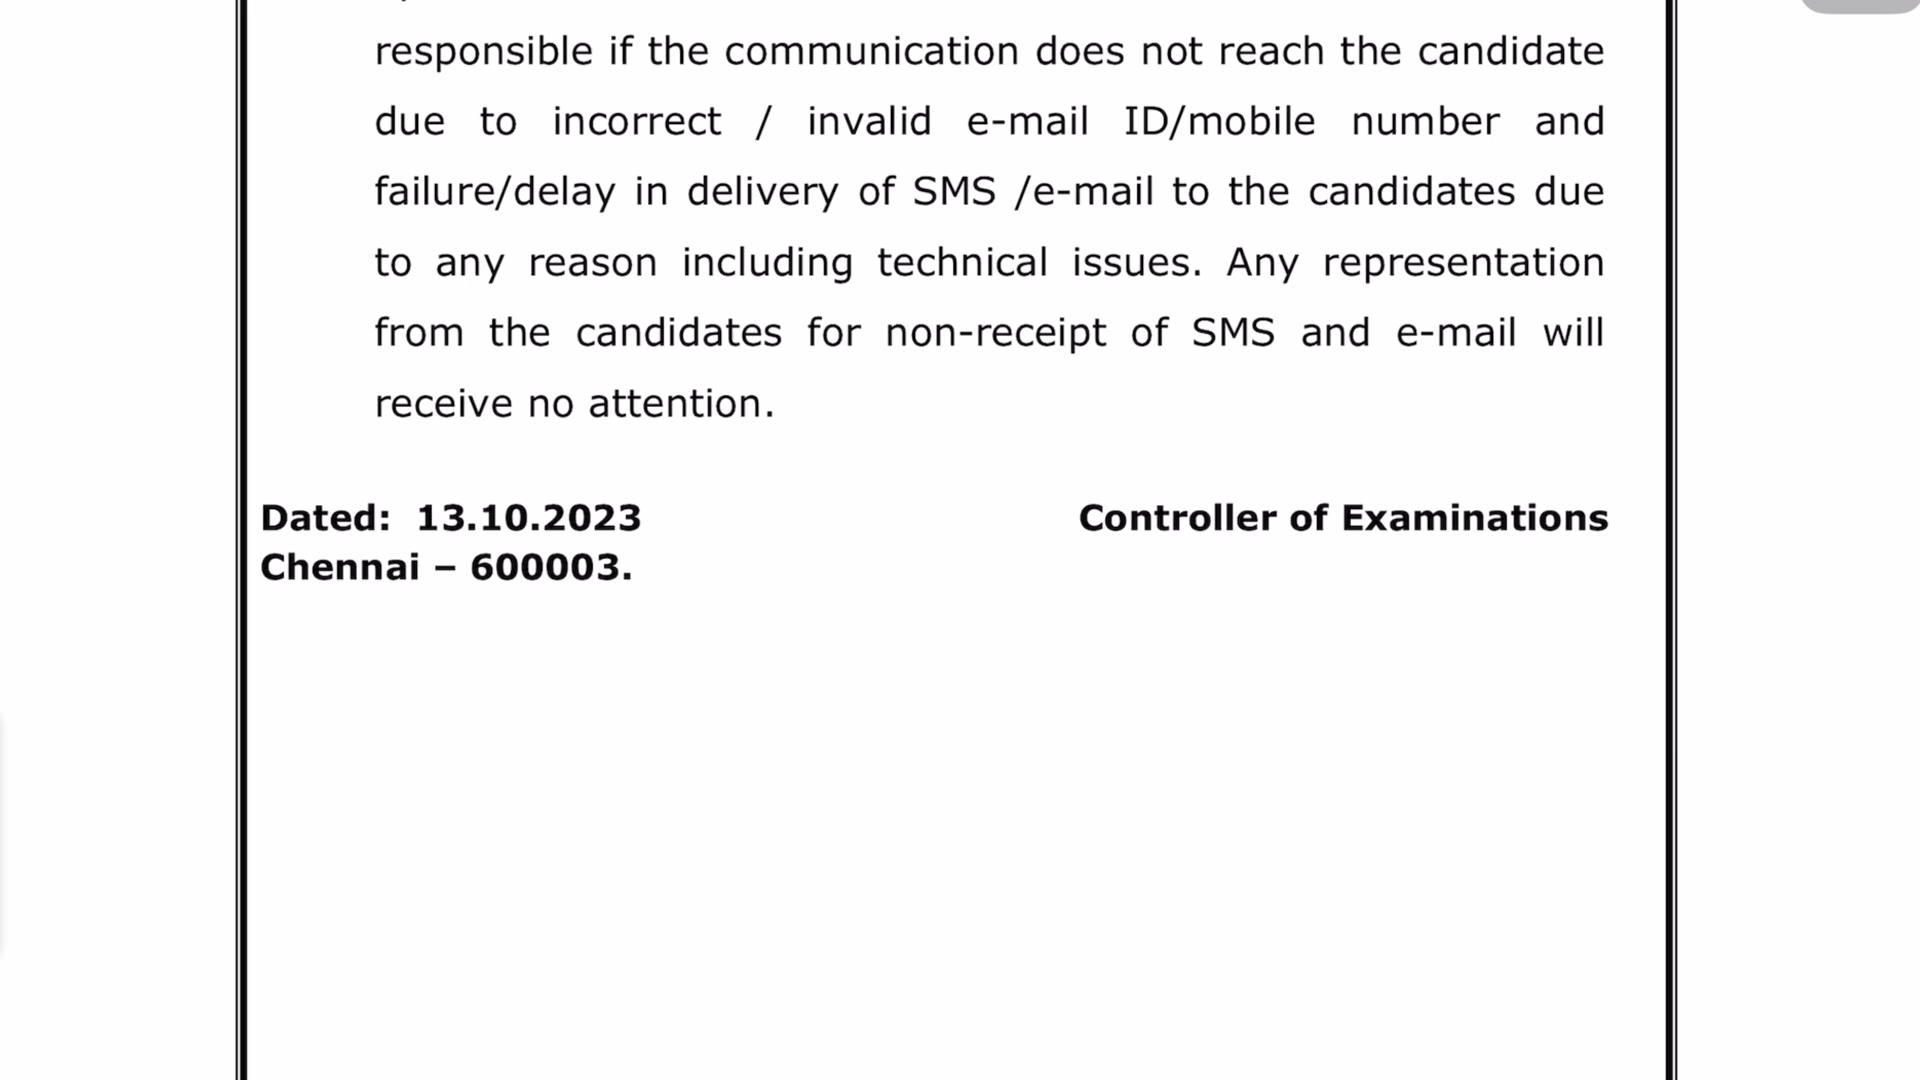 responsible if the communication does not reach the candidate
due to incorrect / invalid e-mail ID/mobile number and
failure/delay in delivery of SMS /e-mail to the candidates due
to any reason including technical issues. Any representation
from the candidates for non-receipt of SMS and e-mail will
receive no attention.
Dated: 13.10.2023 Controller of Examinations
Chennai – 600003.